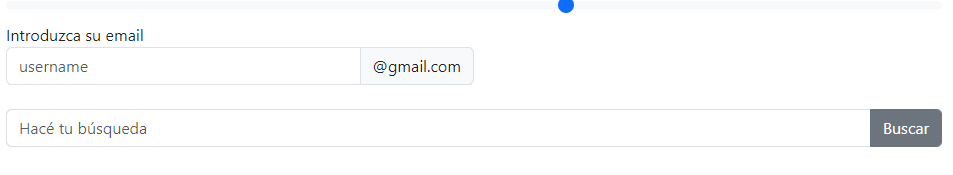 Introduzca su email
username @gmail.com
Hacé tu búsqueda Buscar